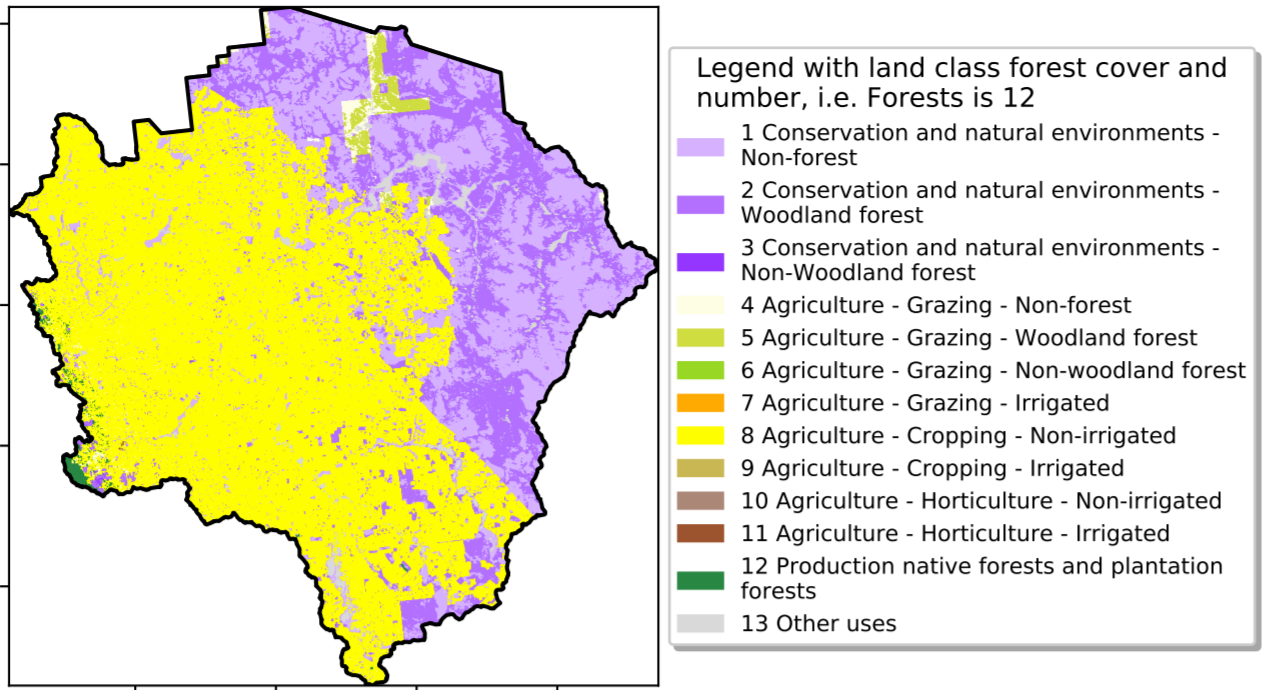 Legend with land class forest cover and
number, i.e. Forests is 12
1 Conservation and natural environments -
Non-forest
2 Conservation and natural environments -
Woodland forest
3 Conservation and natural environments -
Non-Woodland forest
4 Agriculture - Grazing - Non-forest
5 Agriculture - Grazing - Woodland forest
6 Agriculture - Grazing - Non-woodland forest
7 Agriculture - Grazing - Irrigated
8 Agriculture - Cropping - Non-irrigated
9 Agriculture - Cropping - Irrigated
10 Agriculture - Horticulture - Non-irrigated
11 Agriculture - Horticulture - Irrigated
12 Production native forests and plantation
forests
13 Other uses